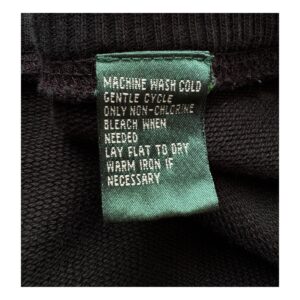 MACHINE WASH COLD
GENTLE CYCLE
ONLY NON-CHLORINE
BLEACH WHEN
NEEDED
LAY FLAT TO DRY
WARM IRON IF
NECESSARY